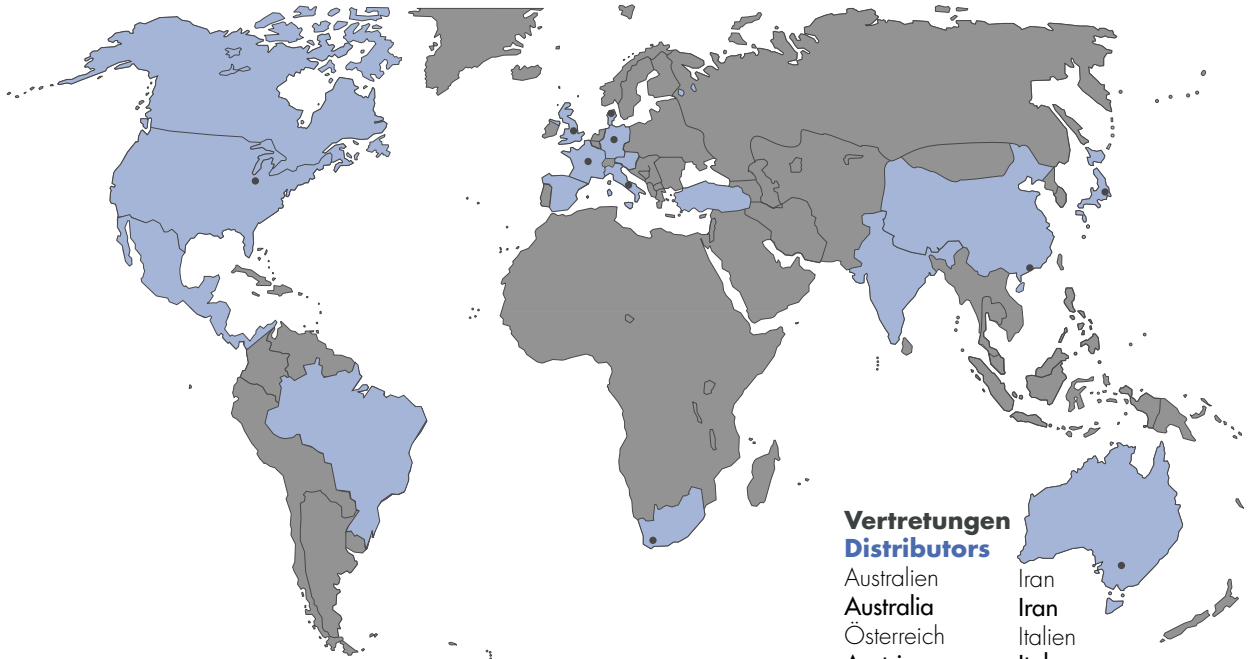 Vertretungen
Distributors
Australien
Australia
Österreich
Iran
Iran
Italien